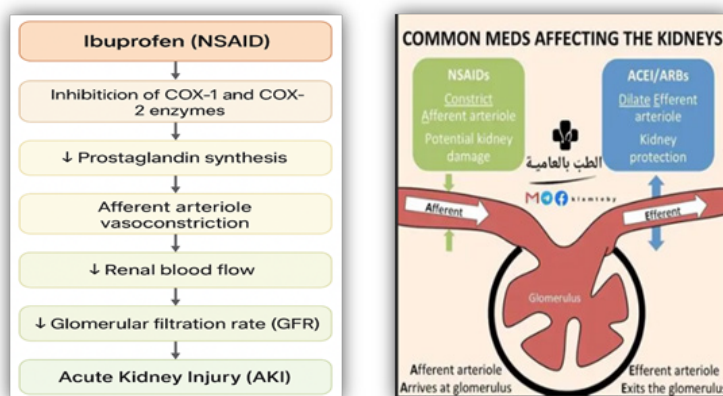 Ibuprofen (NSAID)
Inhibiticion of COX-1 and COX-
2 enzymes
↓ Prostaglandin synthesis
Afferent arteriole
vasoconstriction
↓ Renal blood flow
↓ Glomerular filtration rate (GFR)
Acute Kidney Injury (AKI)
COMMON MEDS AFFECTING THE KIDNEYS
NSAIDs
Constrict
Afferent arteriole
Potential kidney
damage
ACEI/ARBs
Dilate Efferent
arteriole
Kidney
protection
الطب بالعامية
klamtoby
Afferent
Efferent
Glomerulus
Afferent arteriole
Arrives at glomerulus
Efferent arteriole
Exits the glomerulus